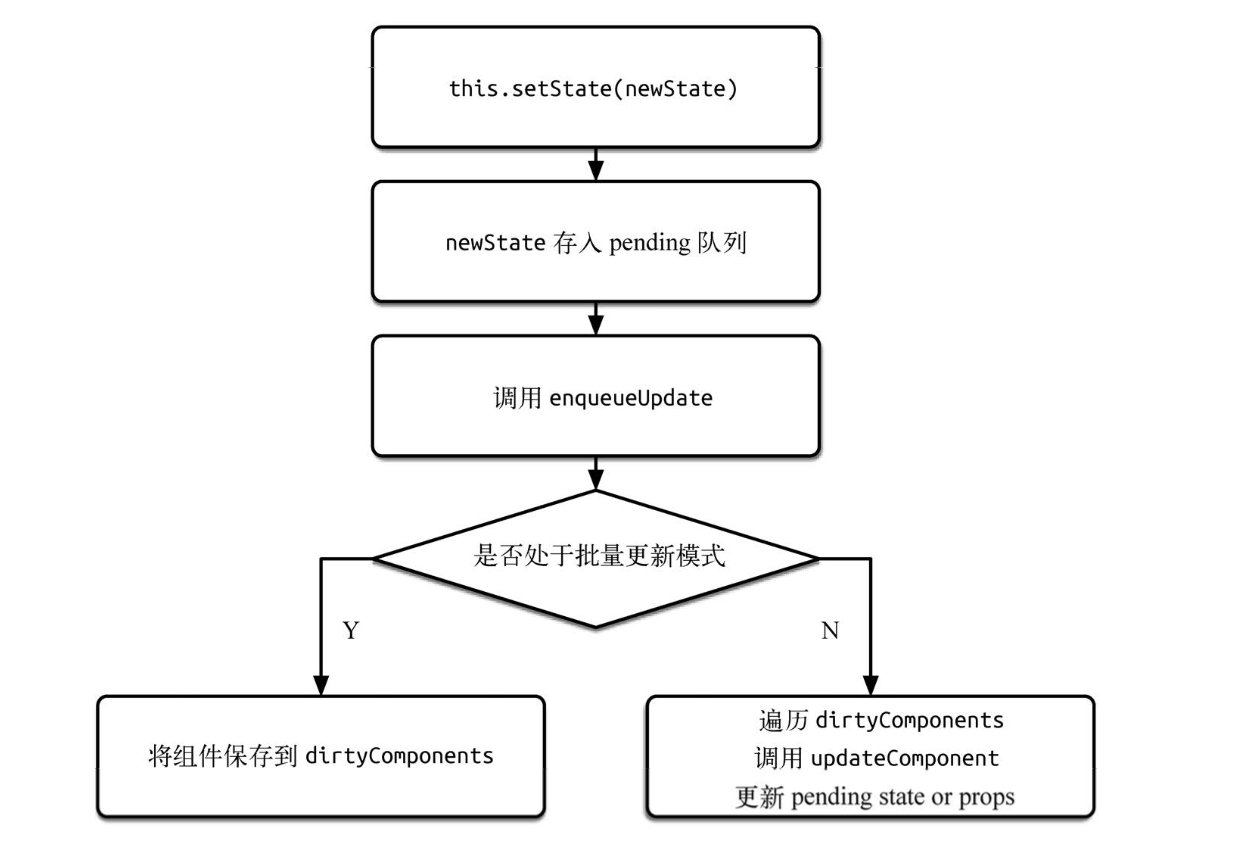 this.setState(newState)
newState 存入 pending 队列
调用 enqueueUpdate
是否处于批量更新模式
Y
N
将组件保存到 dirtyComponents
遍历 dirtyComponents
调用 updateComponent
更新 pending state or props